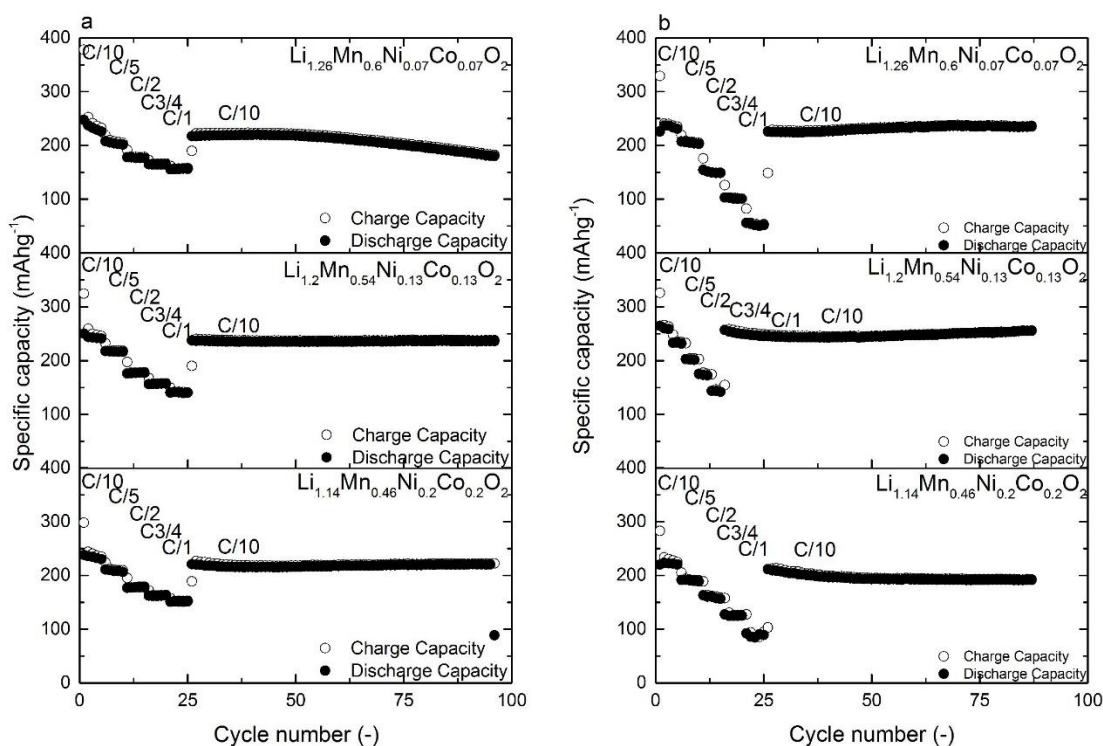 a
Specific capacity (mAhg⁻¹)
400
300
200
100
400
300
200
100
400
300
200
100
0
Li₁.₂₆Mn₀.₆Ni₀.₀₇Co₀.₀₇O₂
C/10
C/5
C/2
C3/4
C/1
C/10
Charge Capacity
Discharge Capacity
Li₁.₂Mn₀.₅₄Ni₀.₁₃Co₀.₁₃O₂
C/10
C/5
C/2
C3/4
C/1
C/10
Charge Capacity
Discharge Capacity
Li₁.₁₄Mn₀.₄₆Ni₀.₂Co₀.₂O₂
C/10
C/5
C/2
C3/4
C/1
C/10
Charge Capacity
Discharge Capacity
0 25 50 75 100
Cycle number (-)
b
Specific capacity (mAhg⁻¹)
400
300
200
100
400
300
200
100
400
300
200
100
0
Li₁.₂₆Mn₀.₆Ni₀.₀₇Co₀.₀₇O₂
C/10
C/5
C/2
C3/4
C/1
C/10
Charge Capacity
Discharge Capacity
Li₁.₂Mn₀.₅₄Ni₀.₁₃Co₀.₁₃O₂
C/10
C/5
C/2
C3/4
C/1
C/10
Charge Capacity
Discharge Capacity
Li₁.₁₄Mn₀.₄₆Ni₀.₂Co₀.₂O₂
C/10
C/5
C/2
C3/4
C/1
C/10
Charge Capacity
Discharge Capacity
0 25 50 75 100
Cycle number (-)